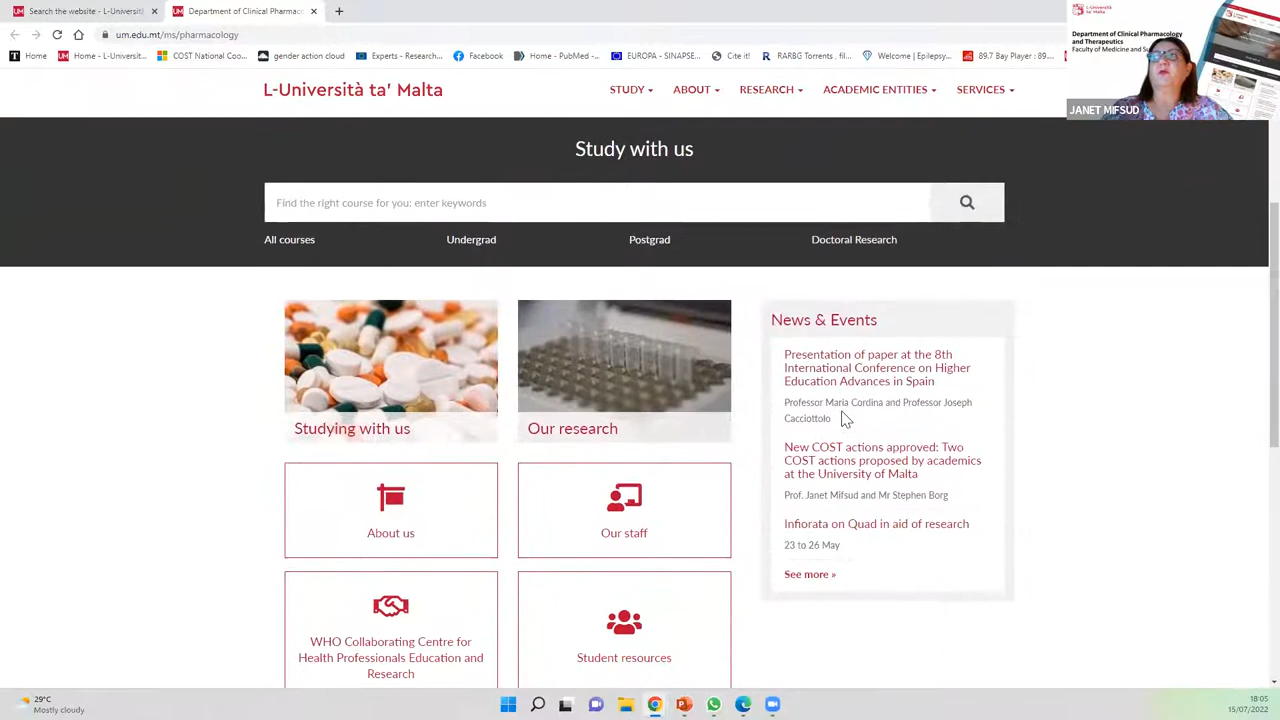 Search the website - L-Universit
Department of Clinical Pharmaco
um.edu.mt/ms/pharmacology
Home
Home - L-Universit...
COST National Coo...
gender action cloud
Experts - Research...
Facebook
Home - PubMed -...
EUROPA - SINAPSE...
Cite it!
RARBG Torrents , fil...
Welcome | Epilepsy...
89.7 Bay Player : 89....
L-Università ta' Malta
Department of Clinical Pharmacology
and Therapeutics
JANET MIFSUD
L-Università ta' Malta
STUDY
ABOUT
RESEARCH
ACADEMIC ENTITIES
SERVICES
Study with us
Find the right course for you: enter keywords
All courses
Undergrad
Postgrad
Doctoral Research
Studying with us
Our research
About us
Our staff
WHO Collaborating Centre for
Health Professionals Education and
Research
Student resources
News & Events
Presentation of paper at the 8th
International Conference on Higher
Education Advances in Spain
Professor Maria Cordina and Professor Joseph
Cacciottolo
New COST actions approved: Two
COST actions proposed by academics
at the University of Malta
Prof. Janet Mifsud and Mr Stephen Borg
Infiorata on Quad in aid of research
23 to 26 May
See more »
29°C
Mostly cloudy
18:05
15/07/2022